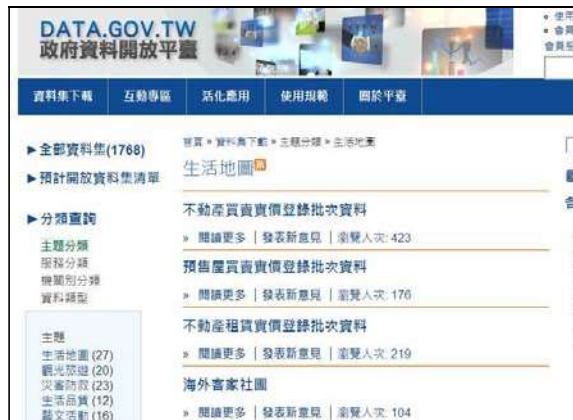 DATA.GOV.TW
政府資料開放平臺
資料集下載 互動專區 活化應用 使用規範 關於平臺
►全部資料集(1768)
►預計開放資料集清單
►分類查詢
主題分類
服務分類
機關別分類
資料類型
主題
生活地圖 (27)
觀光旅遊 (20)
災害防救 (23)
生活品質 (12)
藝文活動 (16)
首頁 » 資料集下載 » 主題分類 » 生活地圖
生活地圖
不動產買賣實價登錄批次資料
» 閱讀更多 | 發表新意見 | 瀏覽人次: 423
預售屋買賣實價登錄批次資料
» 閱讀更多 | 發表新意見 | 瀏覽人次: 176
不動產租賃實價登錄批次資料
» 閱讀更多 | 發表新意見 | 瀏覽人次: 219
海外客家社團
» 閱讀更多 | 發表新意見 | 瀏覽人次: 104